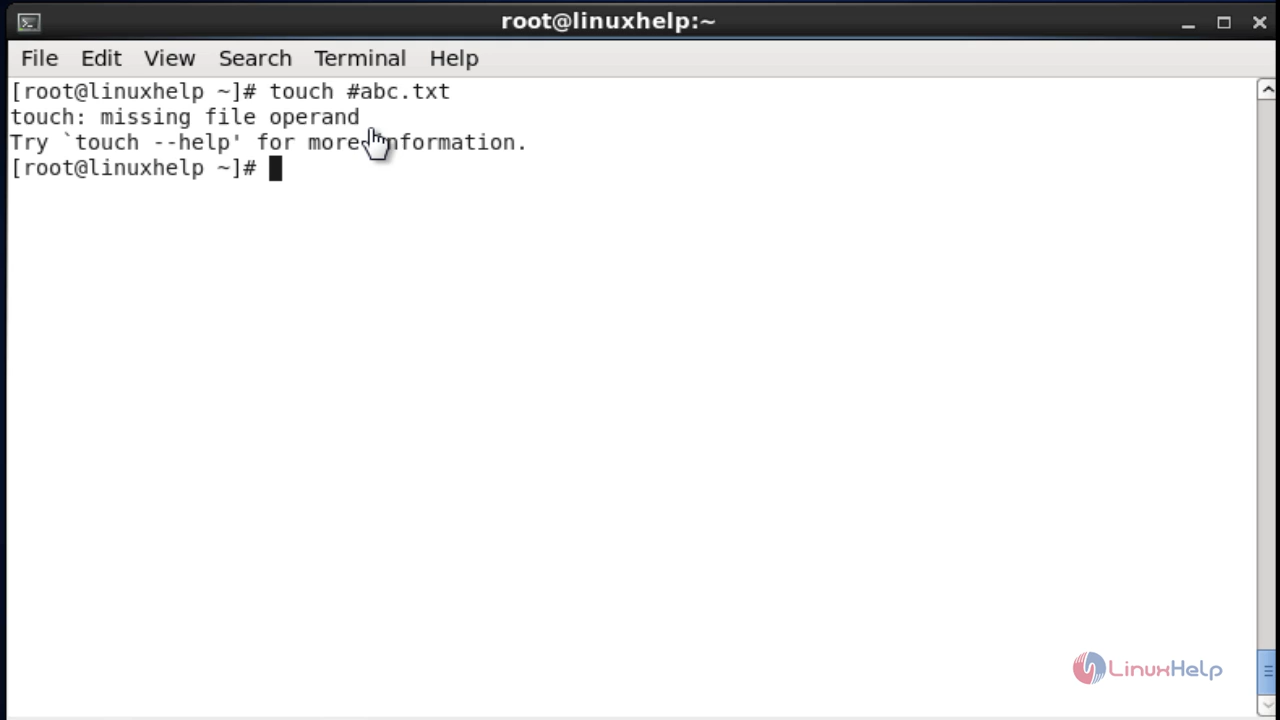 root@linuxhelp:~
File Edit View Search Terminal Help
[root@linuxhelp ~]# touch #abc.txt
touch: missing file operand
Try `touch --help' for more information.
[root@linuxhelp ~]#
LinuxHelp